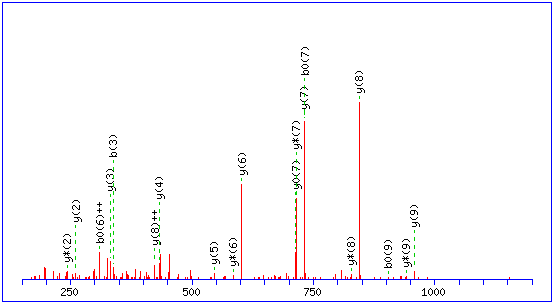 y*(2)
y(2)
b0(6)++
y(3)
b(3)
y(8)++
y(4)
y(5)
y*(6)
y(6)
y0(7)
y*(7)
y(7)
b0(7)
y*(8)
y(8)
b0(9)
y*(9)
y(9)
250 500 750 1000